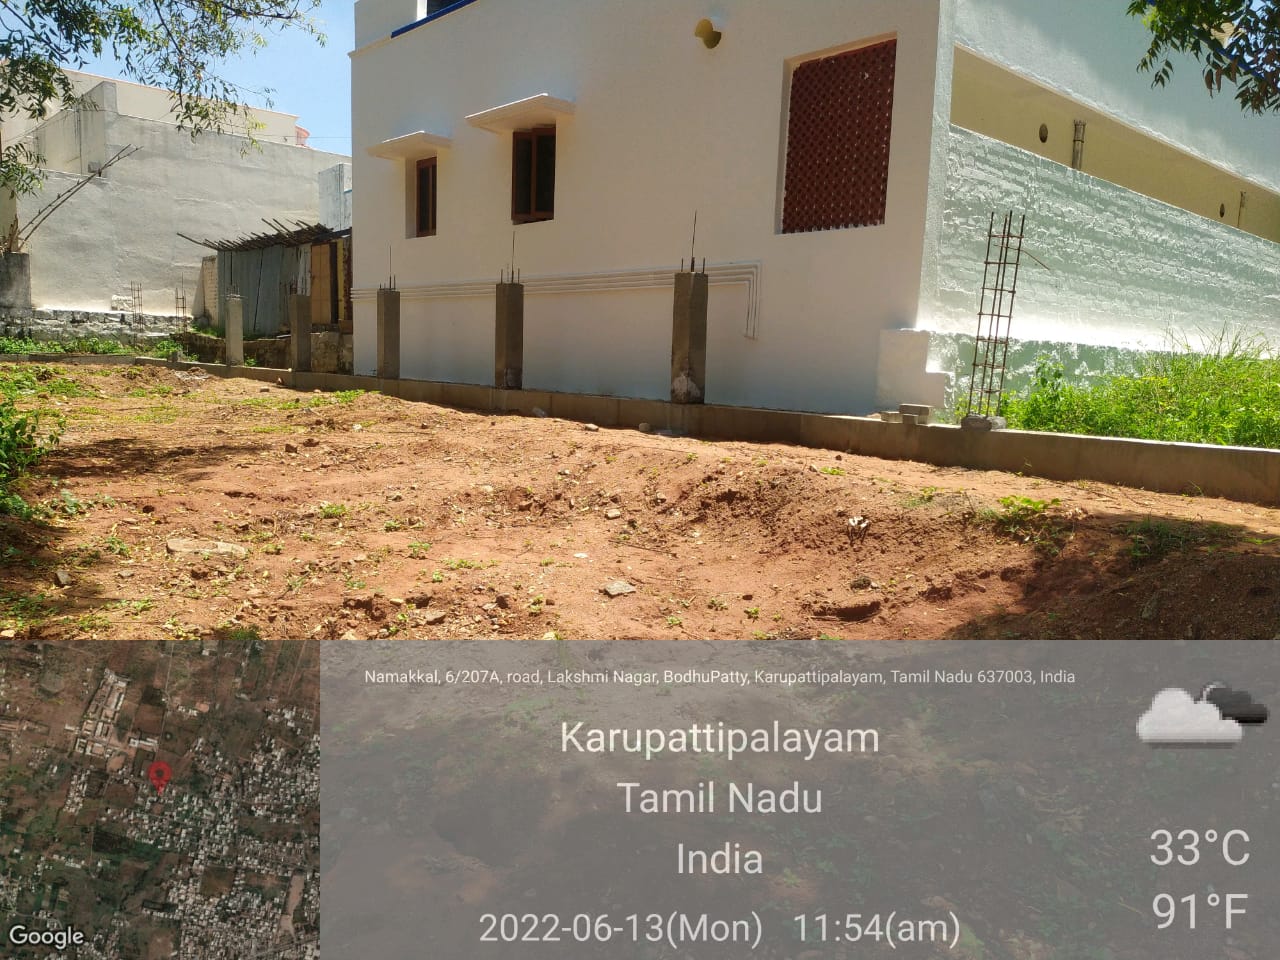 Namakkal, 6/207A, road, Lakshmi Nagar, BodhuPatty, Karupattipalayam, Tamil Nadu 637003, India
Karupattipalayam
Tamil Nadu
India
33°C
91°F
2022-06-13(Mon) 11:54(am)
Google